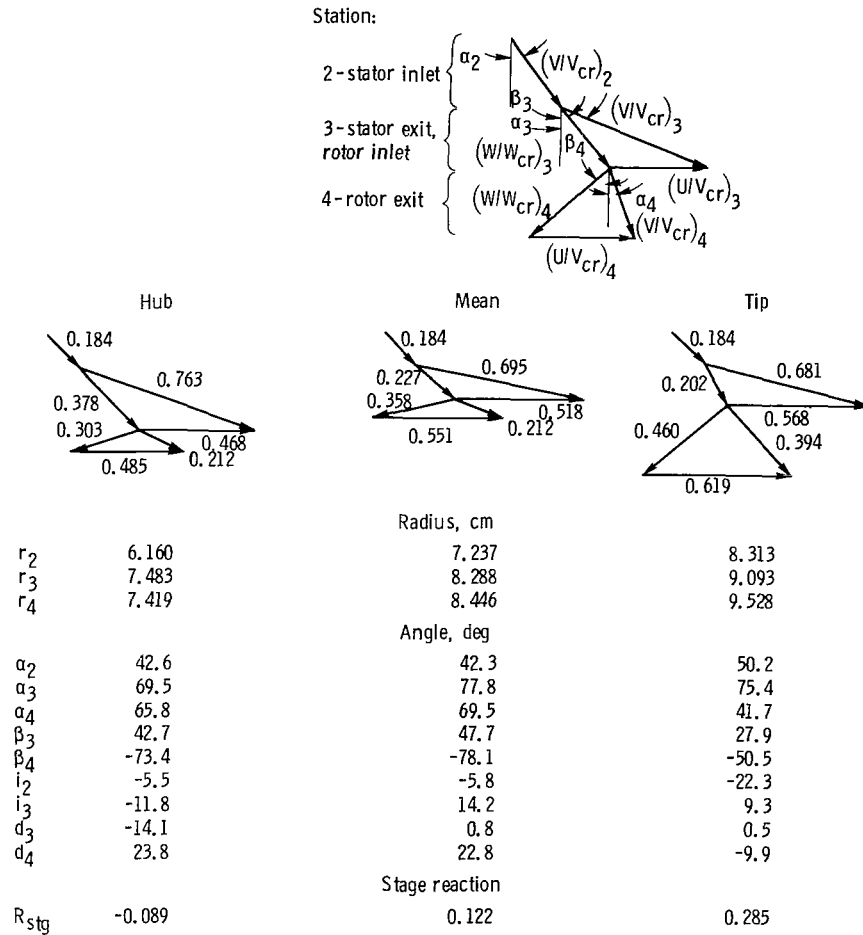 Station:
2-stator inlet
α2
(V/Vcr)2
3-stator exit,
rotor inlet
β3
α3
(V/Vcr)3
(W/Wcr)3
β4
(U/Vcr)3
4-rotor exit
(W/Wcr)4
α4
(V/Vcr)4
(U/Vcr)4
Hub Mean Tip
0.184
0.763
0.378
0.303
0.468
0.485
0.212
0.184
0.695
0.227
0.358
0.518
0.551
0.212
0.184
0.681
0.202
0.568
0.460
0.394
0.619
Radius, cm
r2 6.160 7.237 8.313
r3 7.483 8.288 9.093
r4 7.419 8.446 9.528
Angle, deg
α2 42.6 42.3 50.2
α3 69.5 77.8 75.4
α4 65.8 69.5 41.7
β3 42.7 47.7 27.9
β4 -73.4 -78.1 -50.5
i2 -5.5 -5.8 -22.3
i3 -11.8 14.2 9.3
d3 -14.1 0.8 0.5
d4 23.8 22.8 -9.9
Stage reaction
Rstg -0.089 0.122 0.285